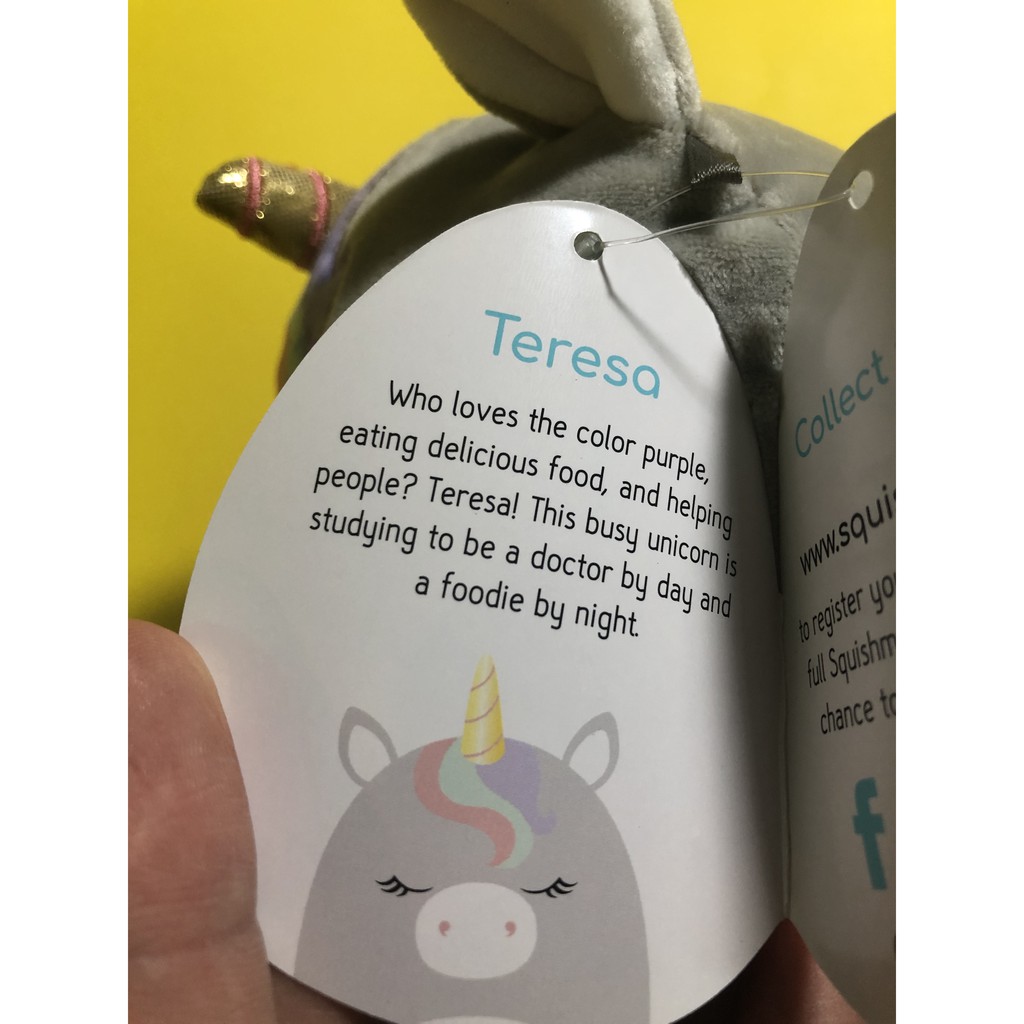 Teresa
Who loves the color purple,
eating delicious food, and helping
people? Teresa! This busy unicorn is
studying to be a doctor by day and
a foodie by night.
Collect
www.squis
to register yo
full Squishm
chance to
f